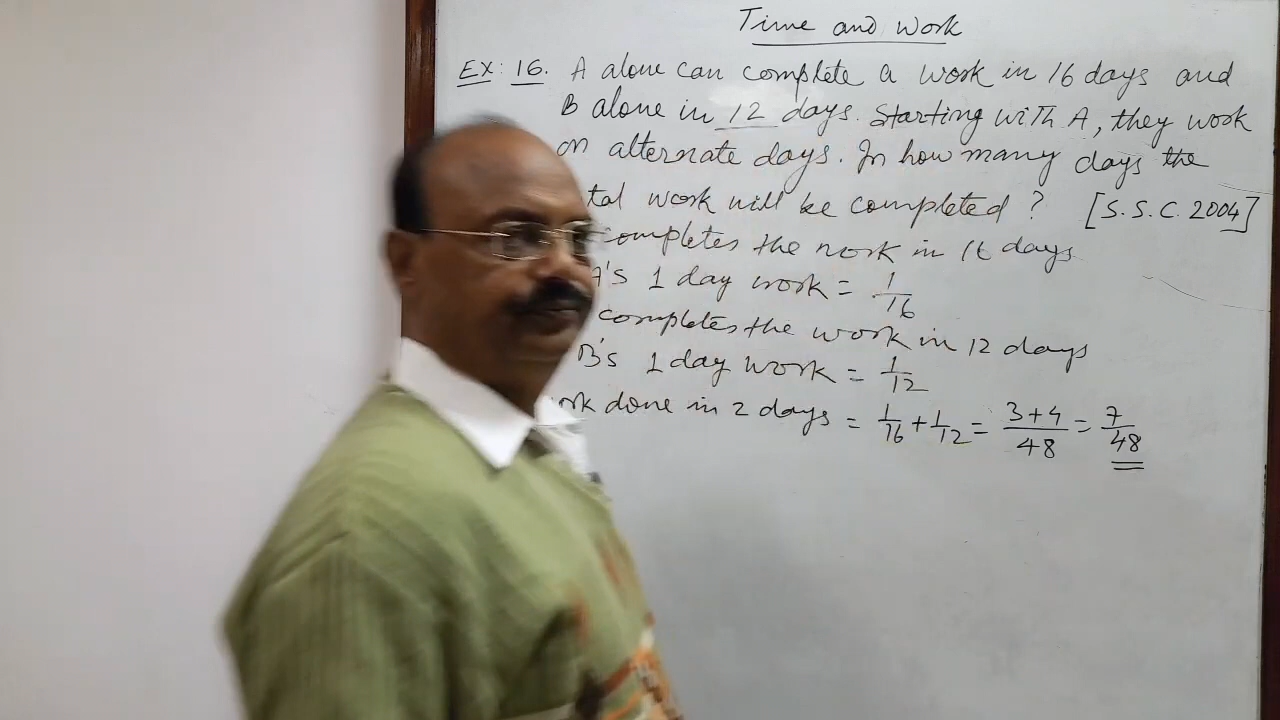 Time and Work
EX: 16. A alone can complete a work in 16 days and
B alone in 12 days. Starting with A, they work
on alternate days. In how many days the
tal work will be completed ? [S.S.C. 2004]
completes the work in 16 days
A's 1 day work = 1/16
completes the work in 12 days
B's 1 day work = 1/12
ork done in 2 days = 1/16 + 1/12 = 3+4/48 = 7/48